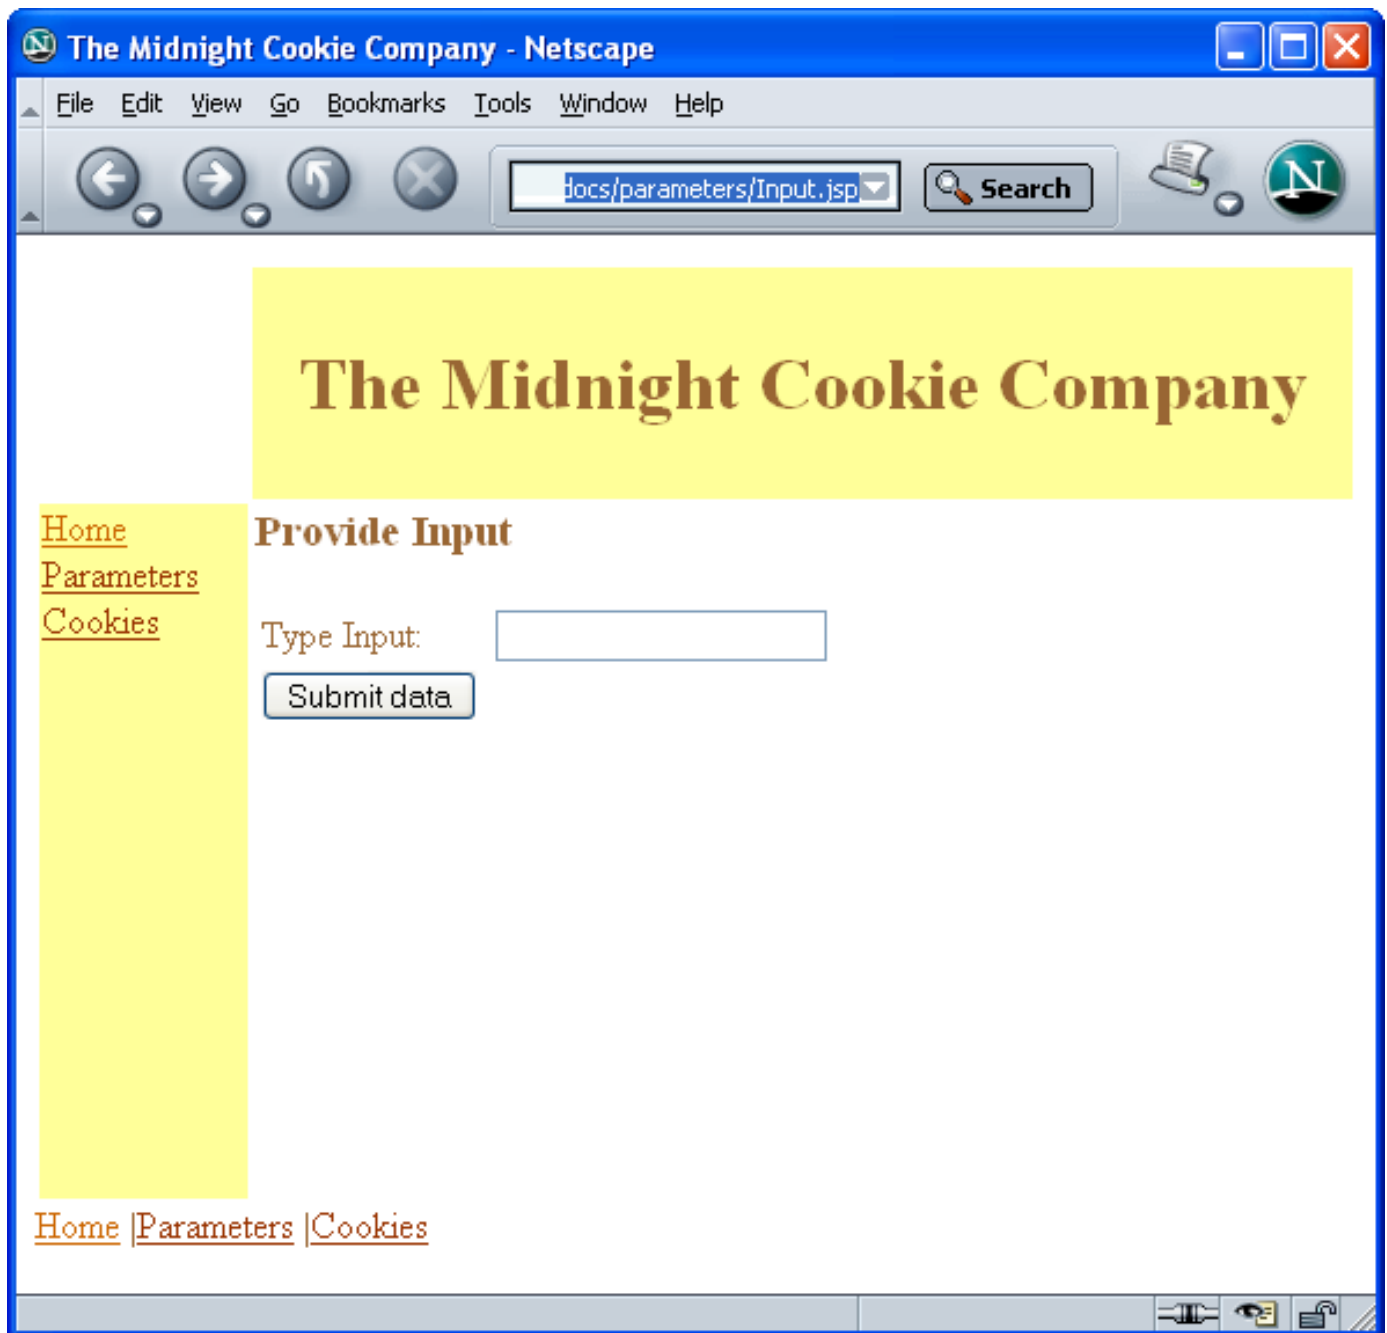 The Midnight Cookie Company - Netscape
File Edit View Go Bookmarks Tools Window Help
docs/parameters/Input.jsp Search N
The Midnight Cookie Company
Home
Parameters
Cookies
Provide Input
Type Input:
Submit data
Home |Parameters |Cookies